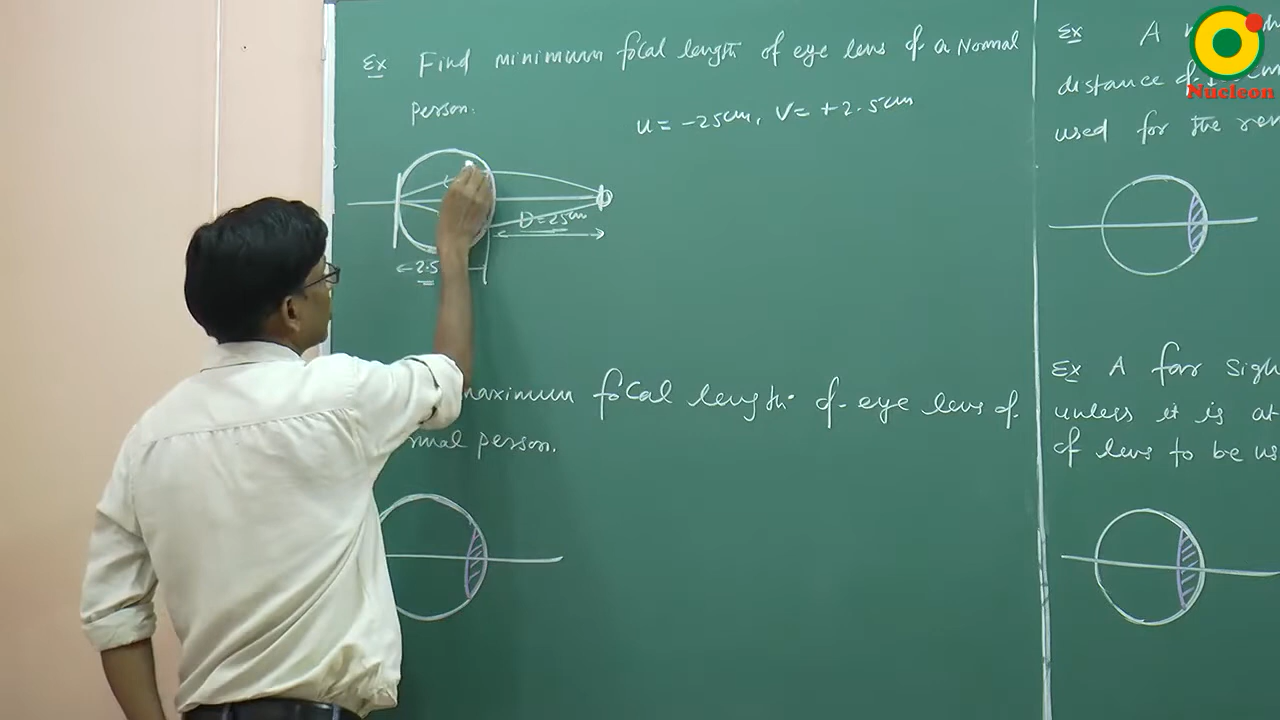 Ex Find minimum focal length of eye lens of a Normal
person.
u = -25cm, v = +2.5cm
D=25cm
2.5
maximum focal length of eye lens of
person.
Ex A
distance of
used for the
Ex A far sigh
unless it is at
of lens to be us
Nucleon